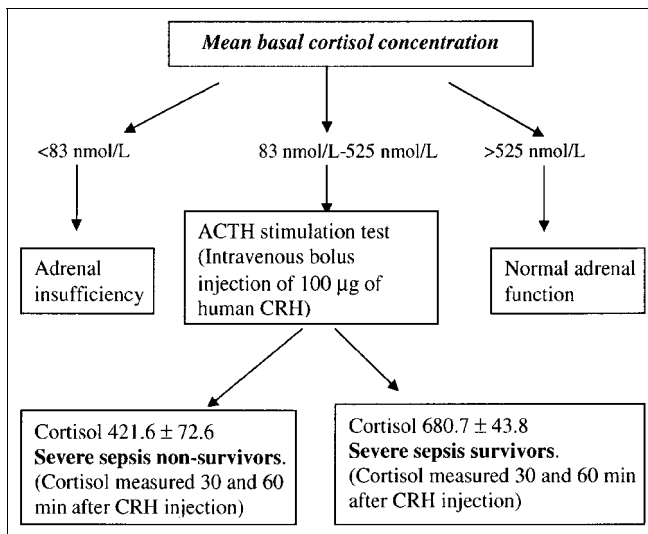 Mean basal cortisol concentration
<83 nmol/L
83 nmol/L-525 nmol/L
>525 nmol/L
Adrenal
insufficiency
ACTH stimulation test
(Intravenous bolus
injection of 100 μg of
human CRH)
Normal adrenal
function
Cortisol 421.6 ± 72.6
Severe sepsis non-survivors.
(Cortisol measured 30 and 60
min after CRH injection)
Cortisol 680.7 ± 43.8
Severe sepsis survivors.
(Cortisol measured 30 and 60 min
after CRH injection)